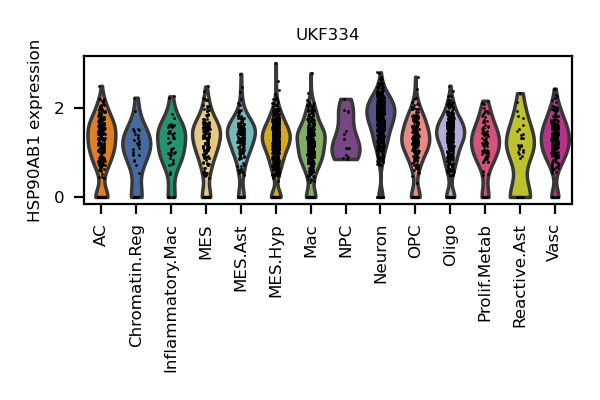 UKF334
HSP90AB1 expression
2
0
AC
Chromatin.Reg
Inflammatory.Mac
MES
MES.Ast
MES.Hyp
Mac
NPC
Neuron
OPC
Oligo
Prolif.Metab
Reactive.Ast
Vasc